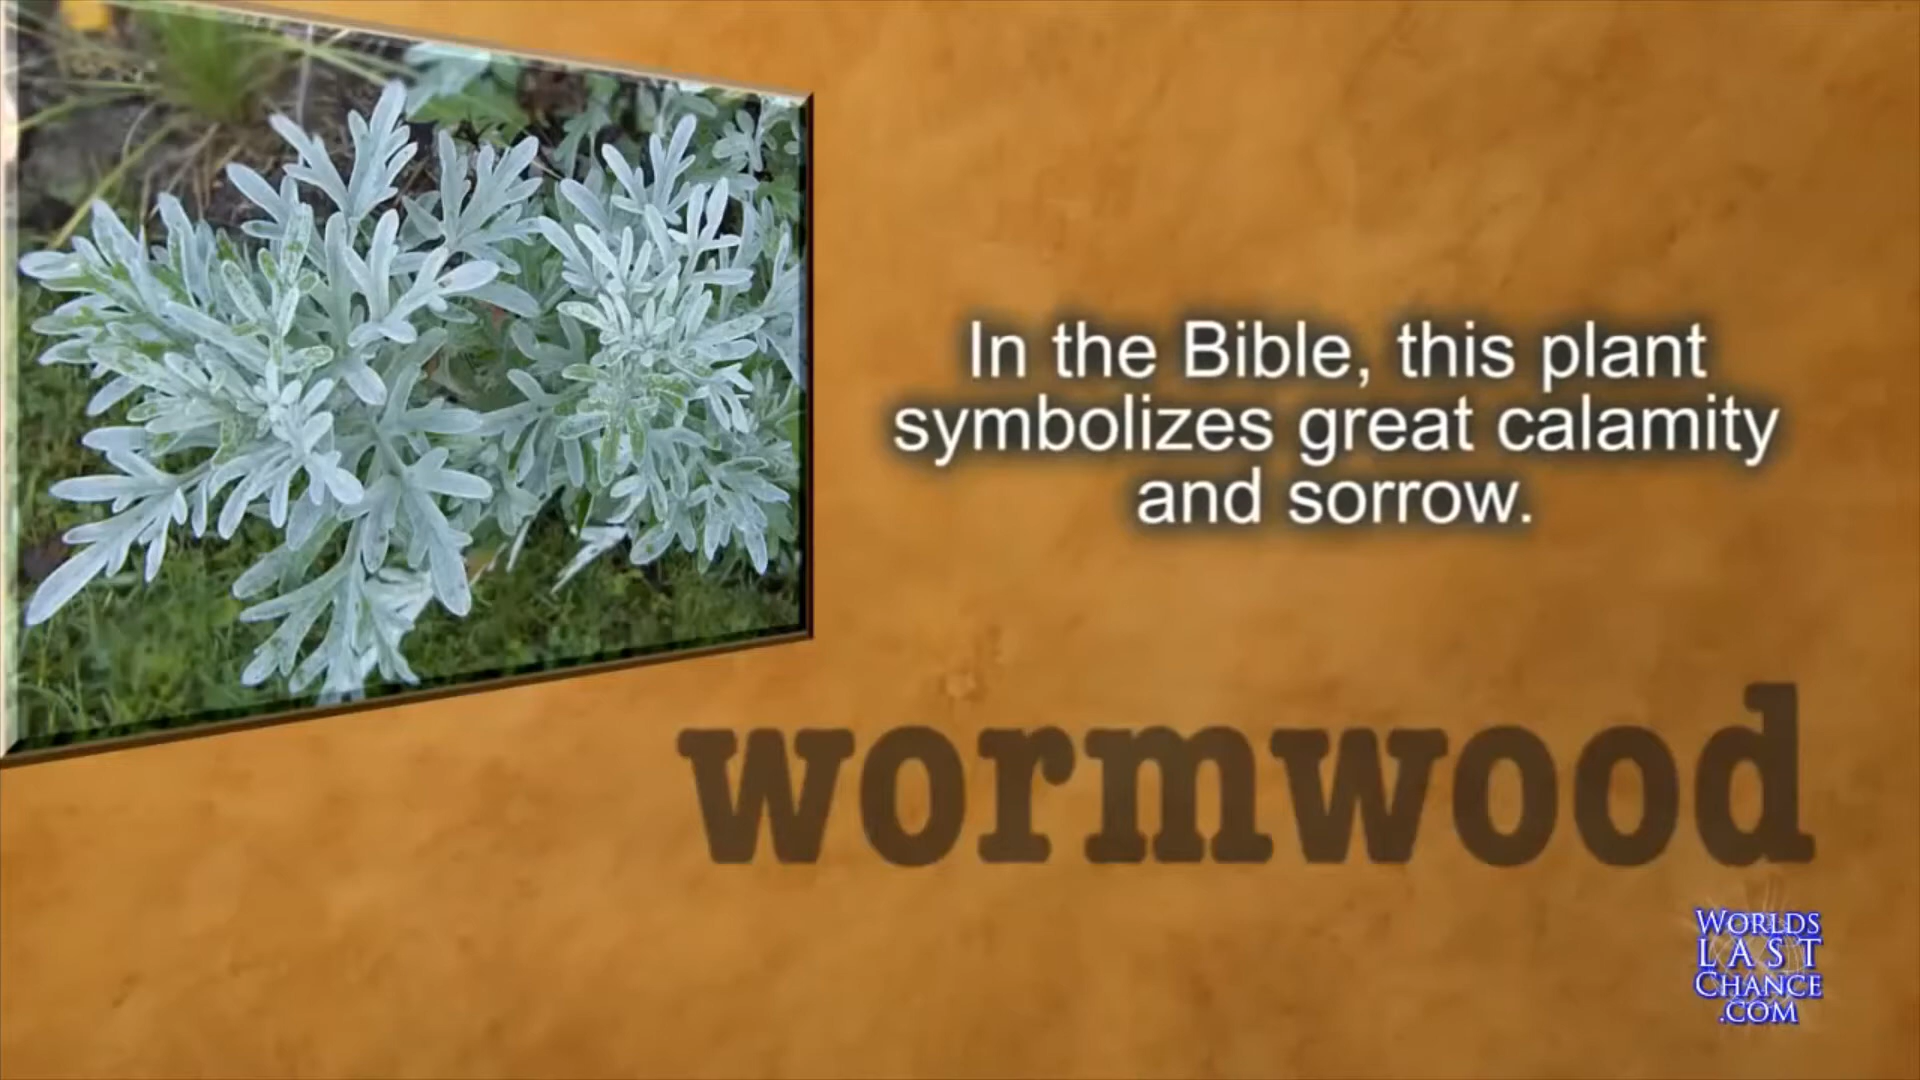 In the Bible, this plant
symbolizes great calamity
and sorrow.
wormwood
WORLDS
LAST
CHANCE
.COM